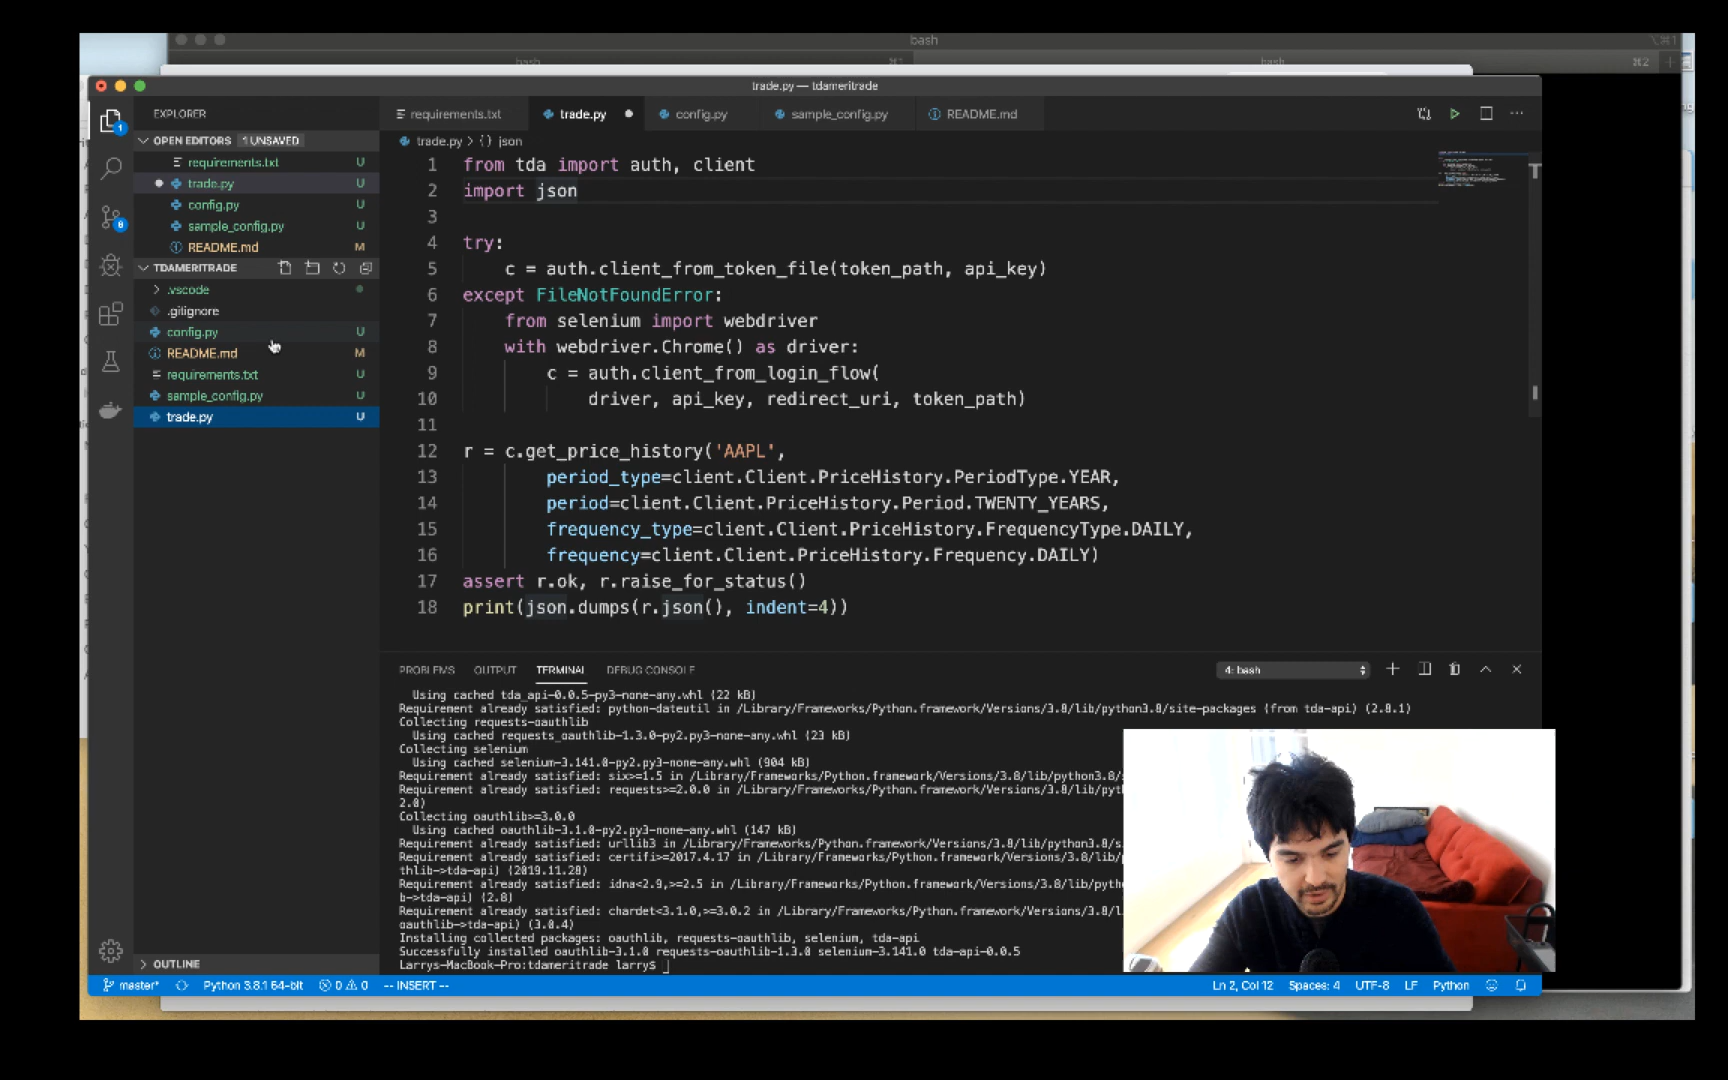 bash
⌥⌘1
bash ⌘1 bash ⌘2 +
trade.py — tdameritrade
EXPLORER
OPEN EDITORS 1 UNSAVED
requirements.txt U
trade.py U
config.py U
sample_config.py U
README.md M
TDAMERITRADE
.vscode
.gitignore
config.py U
README.md M
requirements.txt U
sample_config.py U
trade.py U
OUTLINE
1
8
requirements.txt trade.py config.py sample_config.py README.md
trade.py > {} json
1 from tda import auth, client
2 import json
3
4 try:
5 c = auth.client_from_token_file(token_path, api_key)
6 except FileNotFoundError:
7 from selenium import webdriver
8 with webdriver.Chrome() as driver:
9 c = auth.client_from_login_flow(
10 driver, api_key, redirect_uri, token_path)
11
12 r = c.get_price_history('AAPL',
13 period_type=client.Client.PriceHistory.PeriodType.YEAR,
14 period=client.Client.PriceHistory.Period.TWENTY_YEARS,
15 frequency_type=client.Client.PriceHistory.FrequencyType.DAILY,
16 frequency=client.Client.PriceHistory.Frequency.DAILY)
17 assert r.ok, r.raise_for_status()
18 print(json.dumps(r.json(), indent=4))
PROBLEMS OUTPUT TERMINAL DEBUG CONSOLE 4: bash
Using cached tda_api-0.0.5-py3-none-any.whl (22 kB)
Requirement already satisfied: python-dateutil in /Library/Frameworks/Python.framework/Versions/3.8/lib/python3.8/site-packages (from tda-api) (2.8.1)
Collecting requests-oauthlib
Using cached requests_oauthlib-1.3.0-py2.py3-none-any.whl (23 kB)
Collecting selenium
Using cached selenium-3.141.0-py2.py3-none-any.whl (904 kB)
Requirement already satisfied: six>=1.5 in /Library/Frameworks/Python.framework/Versions/3.8/lib/python3.8/s
Requirement already satisfied: requests>=2.0.0 in /Library/Frameworks/Python.framework/Versions/3.8/lib/pyt
2.0)
Collecting oauthlib>=3.0.0
Using cached oauthlib-3.1.0-py2.py3-none-any.whl (147 kB)
Requirement already satisfied: urllib3 in /Library/Frameworks/Python.framework/Versions/3.8/lib/python3.8/s
Requirement already satisfied: certifi>=2017.4.17 in /Library/Frameworks/Python.framework/Versions/3.8/lib/
thlib->tda-api) (2019.11.28)
Requirement already satisfied: idna<2.9,>=2.5 in /Library/Frameworks/Python.framework/Versions/3.8/lib/pyth
b->tda-api) (2.8)
Requirement already satisfied: chardet<3.1.0,>=3.0.2 in /Library/Frameworks/Python.framework/Versions/3.8/l
oauthlib->tda-api) (3.0.4)
Installing collected packages: oauthlib, requests-oauthlib, selenium, tda-api
Successfully installed oauthlib-3.1.0 requests-oauthlib-1.3.0 selenium-3.141.0 tda-api-0.0.5
Larrys-MacBook-Pro:tdameritrade larry$
master* Python 3.8.1 64-bit 0 0 -- INSERT -- Ln 2, Col 12 Spaces: 4 UTF-8 LF Python